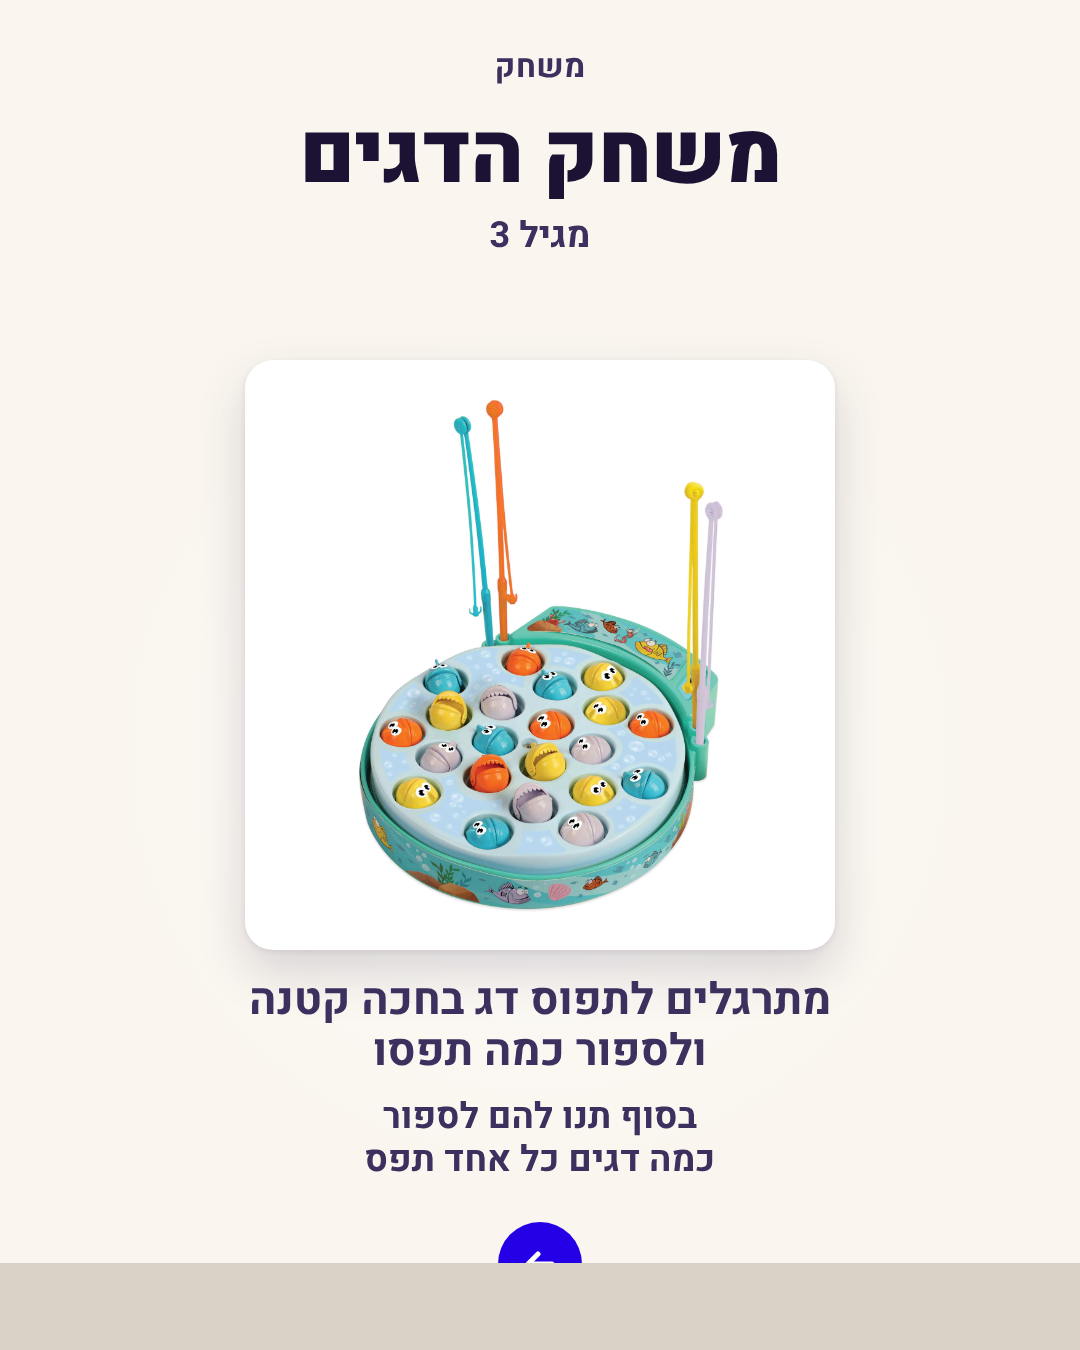 משחק
משחק הדגים
מגיל 3
מתרגלים לתפוס דג בחכה קטנה
ולספור כמה תפסו
בסוף תנו להם לספור
כמה דגים כל אחד תפס